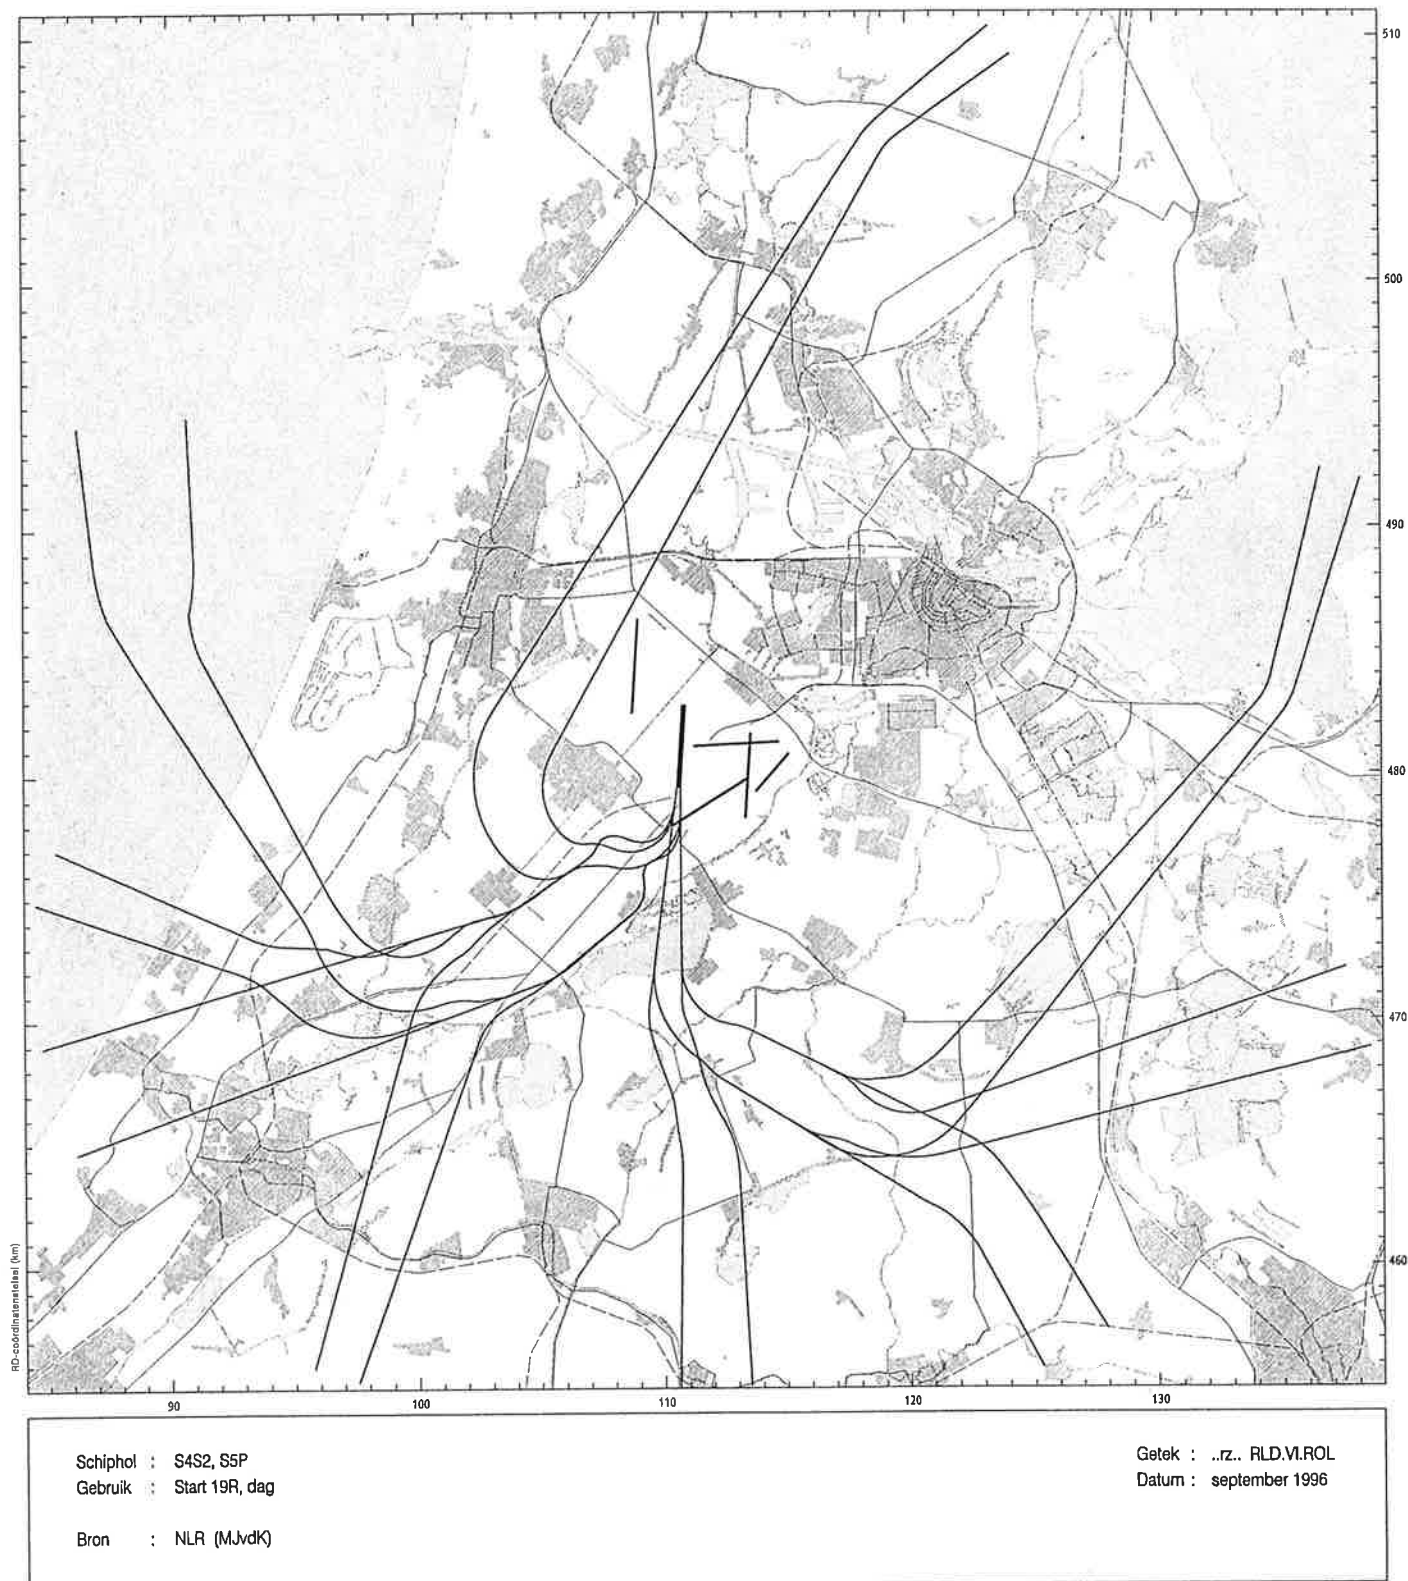 510
500
490
480
470
460
RD-coördinatenstelsel (km)
90
100
110
120
130
Schiphol : S4S2, S5P
Gebruik : Start 19R, dag
Bron : NLR (MJvdK)
Getek : ..rz.. RLD.VI.ROL
Datum : september 1996